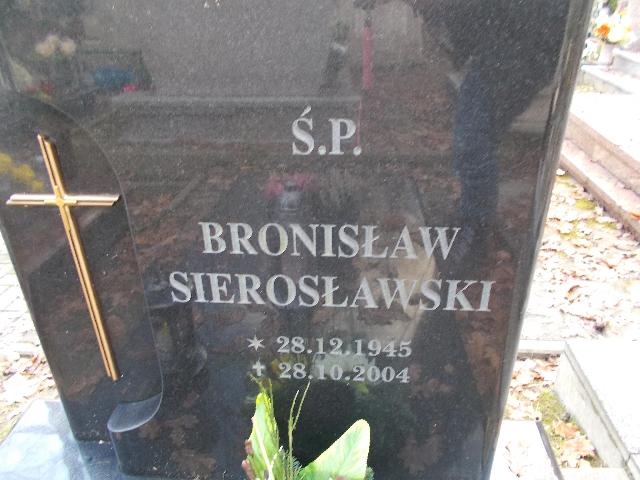 Ś.P.
BRONISŁAW
SIEROSŁAWSKI
✶ 28.12.1945
✝ 28.10.2004